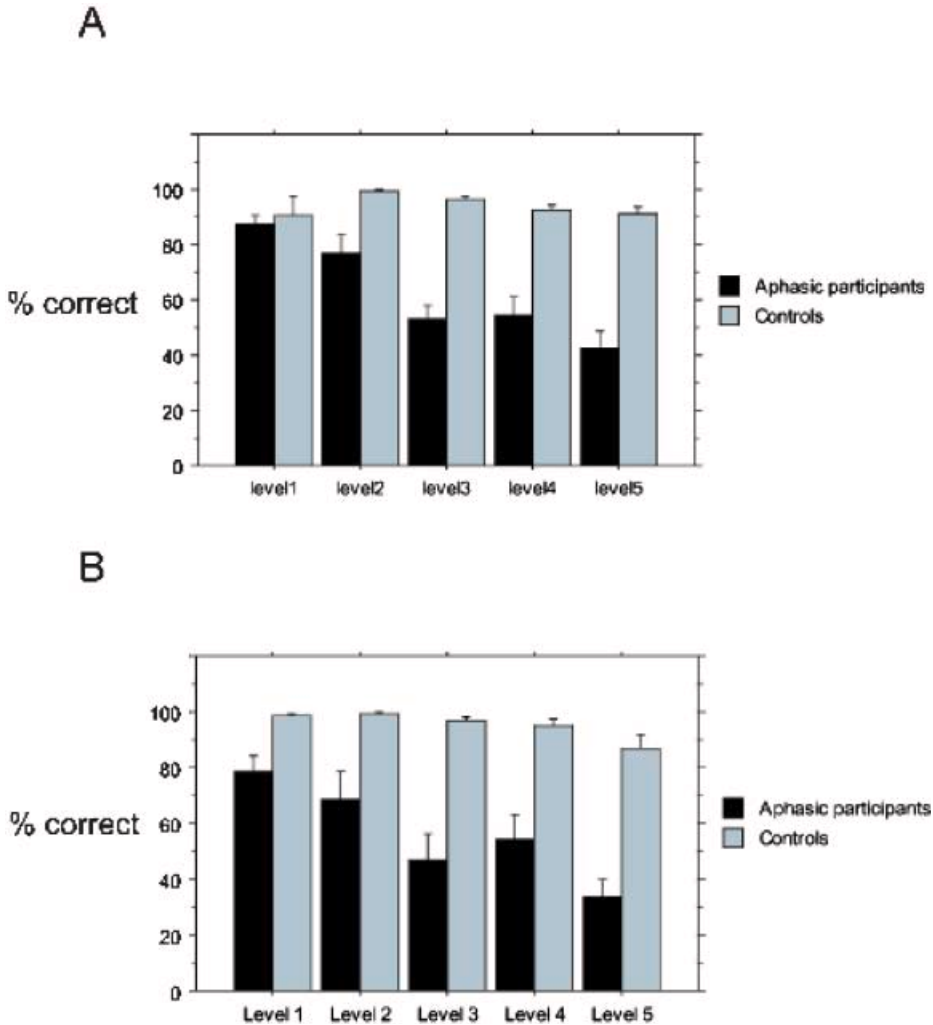 A
100
80
60
40
20
0
% correct
level1 level2 level3 level4 level5
Aphasic participants
Controls
B
100
80
60
40
20
0
% correct
Level 1 Level 2 Level 3 Level 4 Level 5
Aphasic participants
Controls